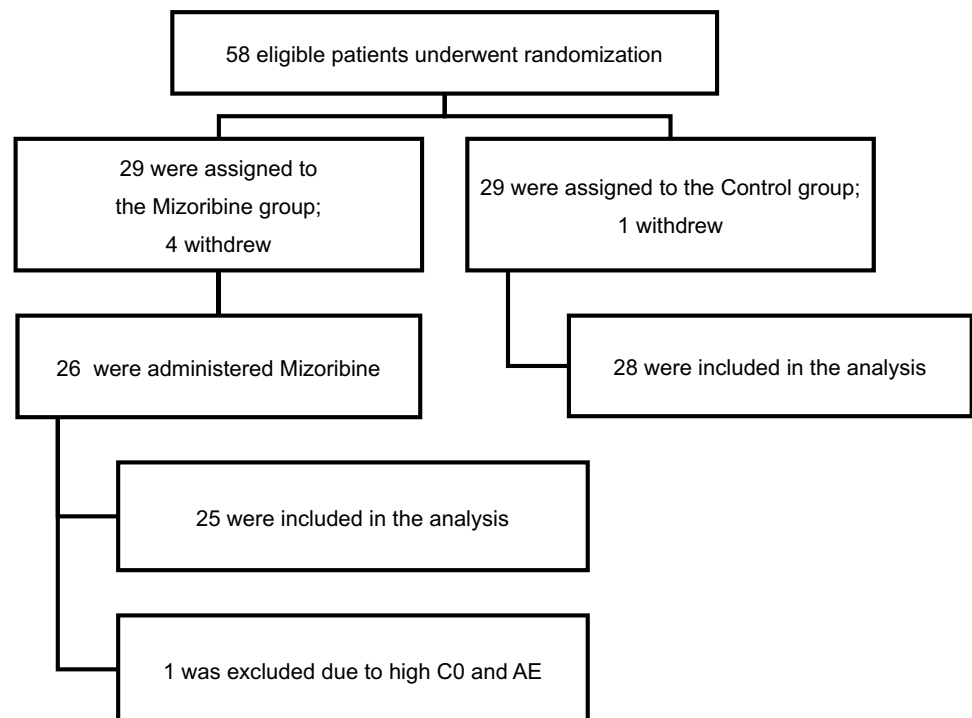 58 eligible patients underwent randomization
29 were assigned to
the Mizoribine group;
4 withdrew
29 were assigned to the Control group;
1 withdrew
26 were administered Mizoribine
28 were included in the analysis
25 were included in the analysis
1 was excluded due to high C0 and AE